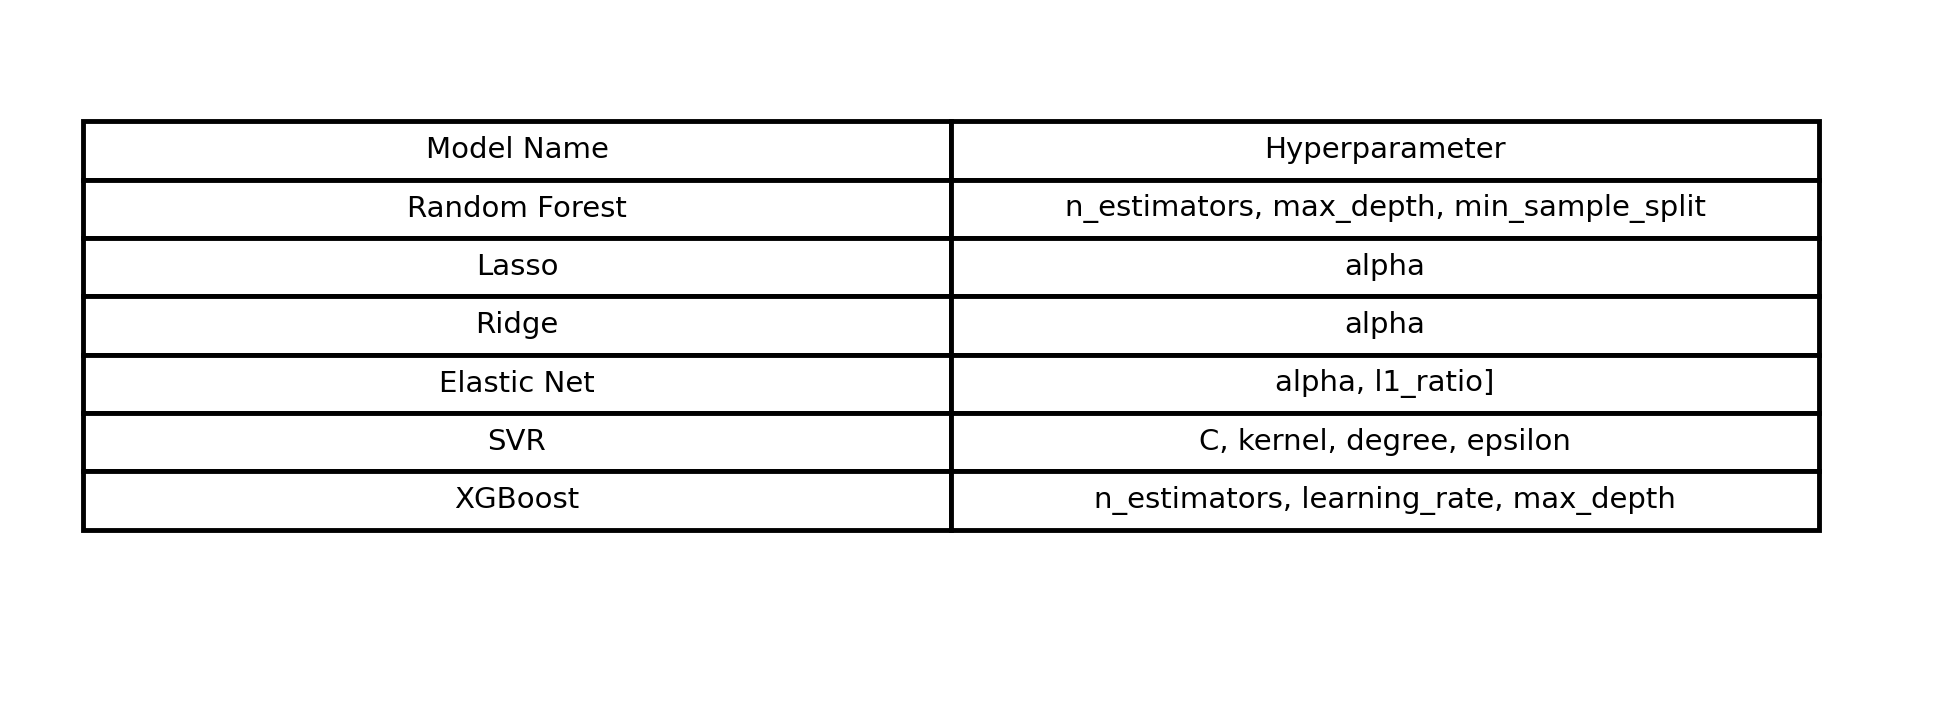 Model Name Hyperparameter
Random Forest n_estimators, max_depth, min_sample_split
Lasso alpha
Ridge alpha
Elastic Net alpha, l1_ratio]
SVR C, kernel, degree, epsilon
XGBoost n_estimators, learning_rate, max_depth